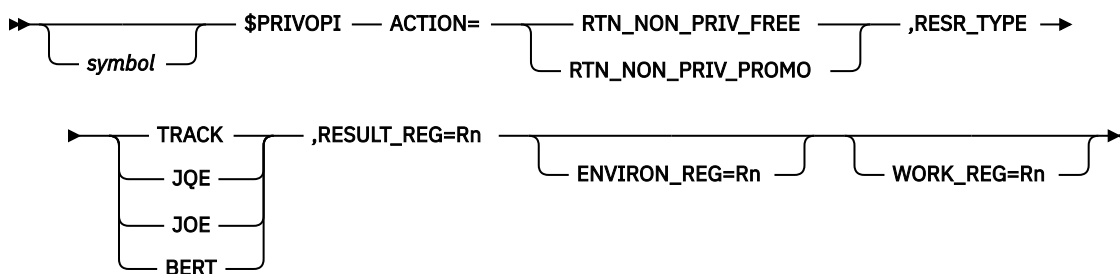 $PRIVOPI ACTION= RTN_NON_PRIV_FREE ,RESR_TYPE
symbol RTN_NON_PRIV_PROMO
TRACK ,RESULT_REG=Rn
JQE ENVIRON_REG=Rn WORK_REG=Rn
JOE
BERT